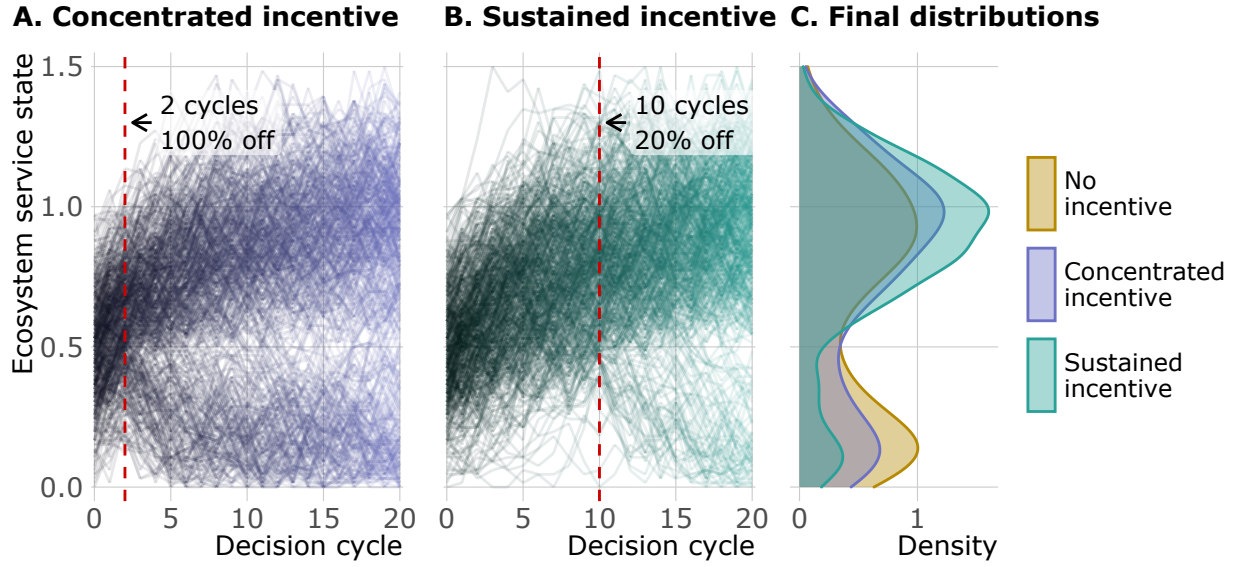 A. Concentrated incentive
B. Sustained incentive
C. Final distributions
Ecosystem service state
1.5
1.0
0.5
0.0
2 cycles
100% off
0
5
10
15
20
Decision cycle
10 cycles
20% off
0
5
10
15
20
Decision cycle
0
1
Density
No
incentive
Concentrated
incentive
Sustained
incentive